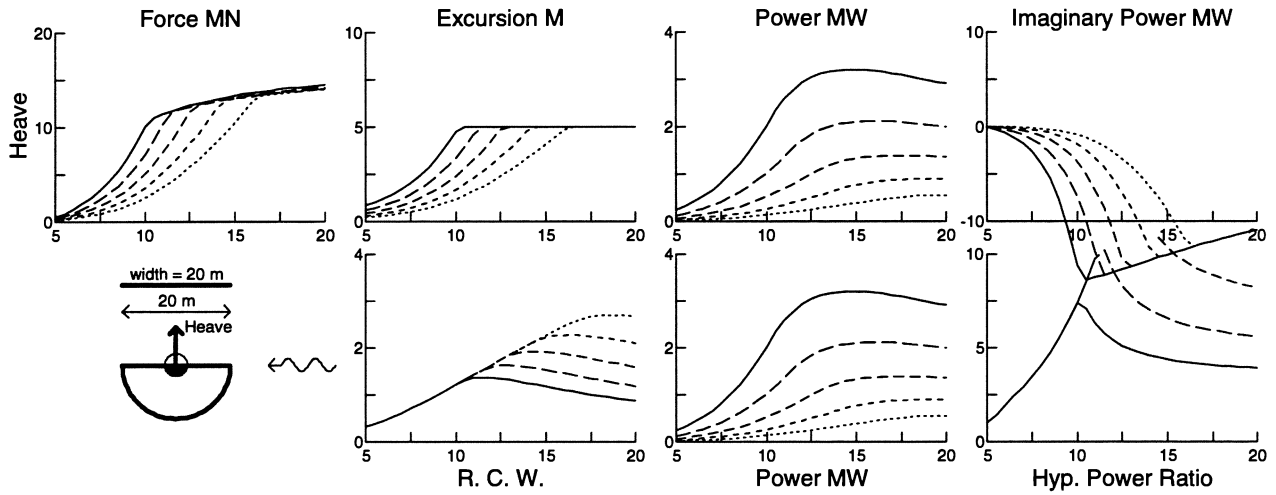 Force MN Excursion M Power MW Imaginary Power MW
20 10 4 10
Heave
10 5 2 0
0 0 0 -10
5 10 15 20 5 10 15 20 5 10 15 20 5 10 15 20
4 4 10
width = 20 m
20 m
Heave
2 2 5
0 0 0
5 10 15 20 5 10 15 20 5 10 15 20
R. C. W. Power MW Hyp. Power Ratio